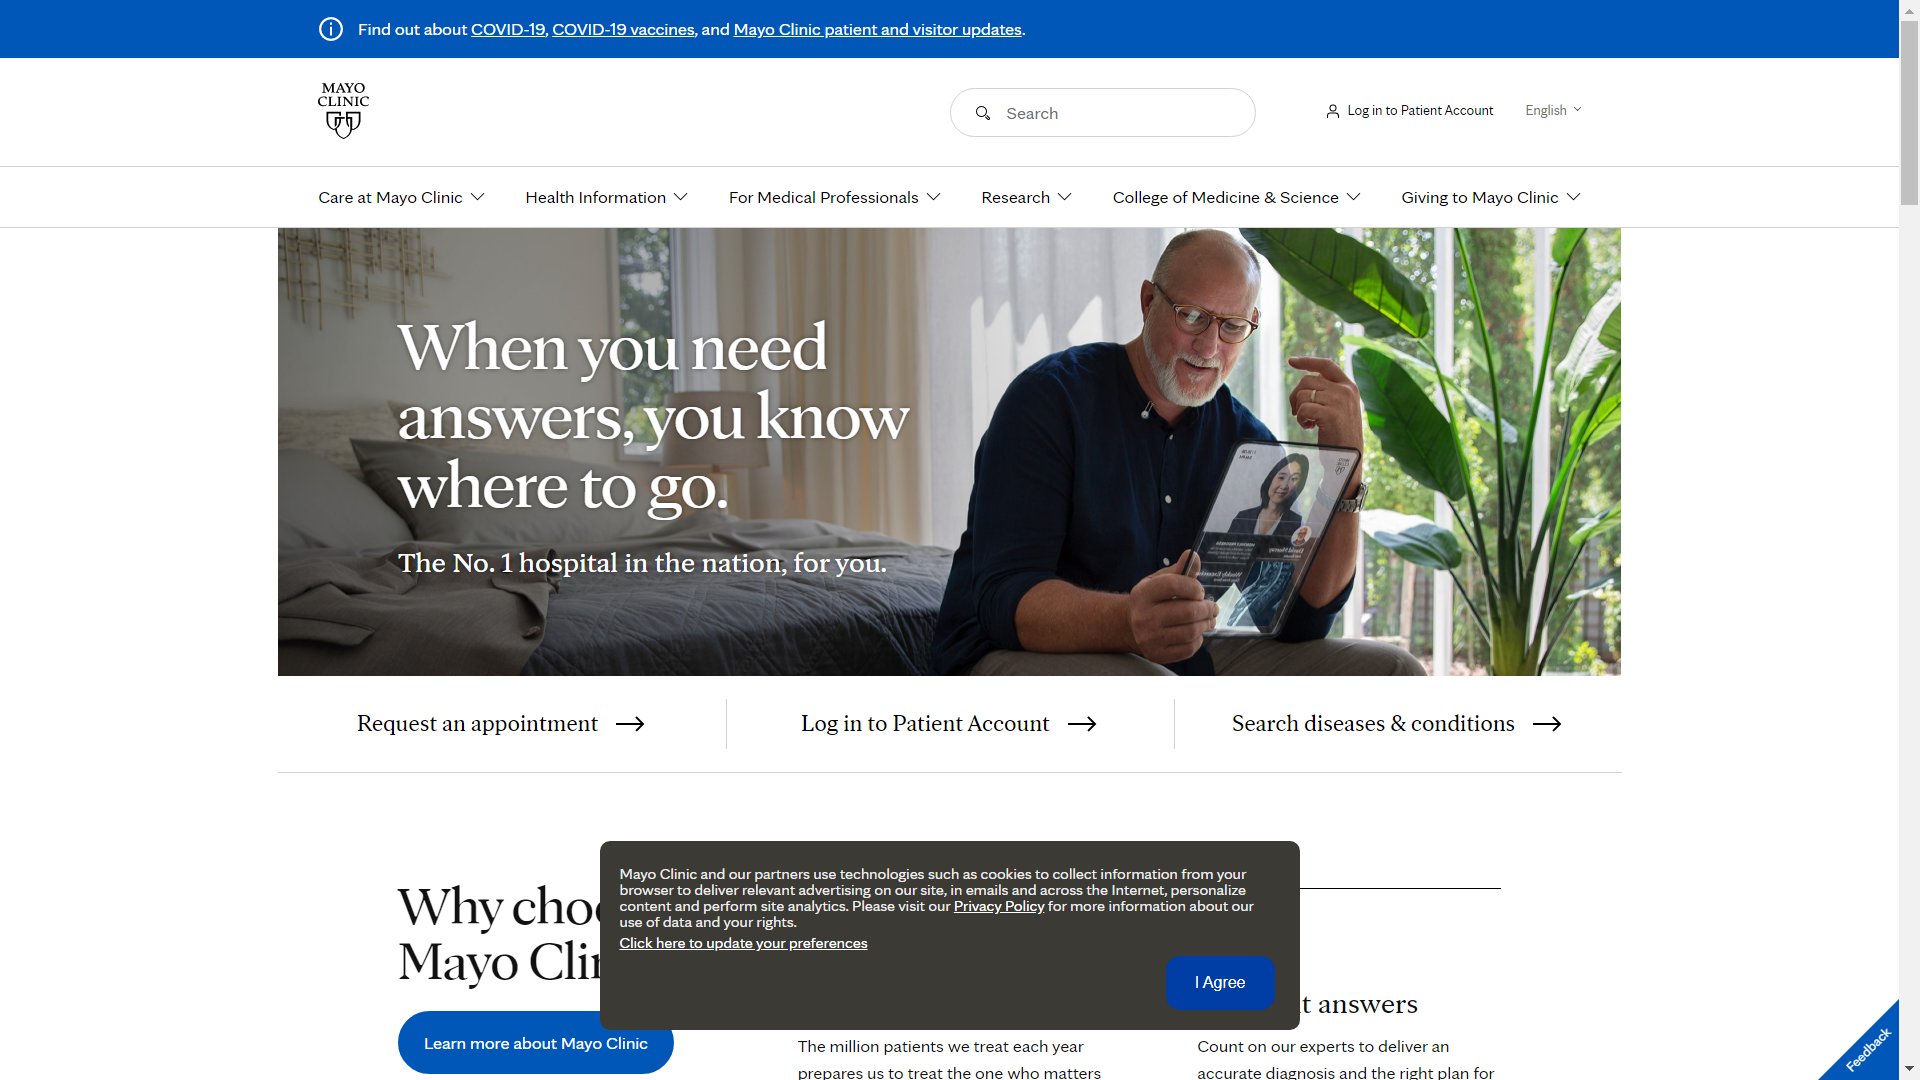 Find out about COVID-19, COVID-19 vaccines, and Mayo Clinic patient and visitor updates.
MAYO
CLINIC
Search
Log in to Patient Account
English
Care at Mayo Clinic
Health Information
For Medical Professionals
Research
College of Medicine & Science
Giving to Mayo Clinic
When you need
answers, you know
where to go.
The No. 1 hospital in the nation, for you.
Request an appointment
Log in to Patient Account
Search diseases & conditions
Mayo Clinic and our partners use technologies such as cookies to collect information from your
browser to deliver relevant advertising on our site, in emails and across the Internet, personalize
content and perform site analytics. Please visit our Privacy Policy for more information about our
use of data and your rights.
Click here to update your preferences
I Agree
Why
Mayo
answers
Learn more about Mayo Clinic
The million patients we treat each year
prepares us to treat the one who matters
Count on our experts to deliver an
accurate diagnosis and the right plan for
Feedback